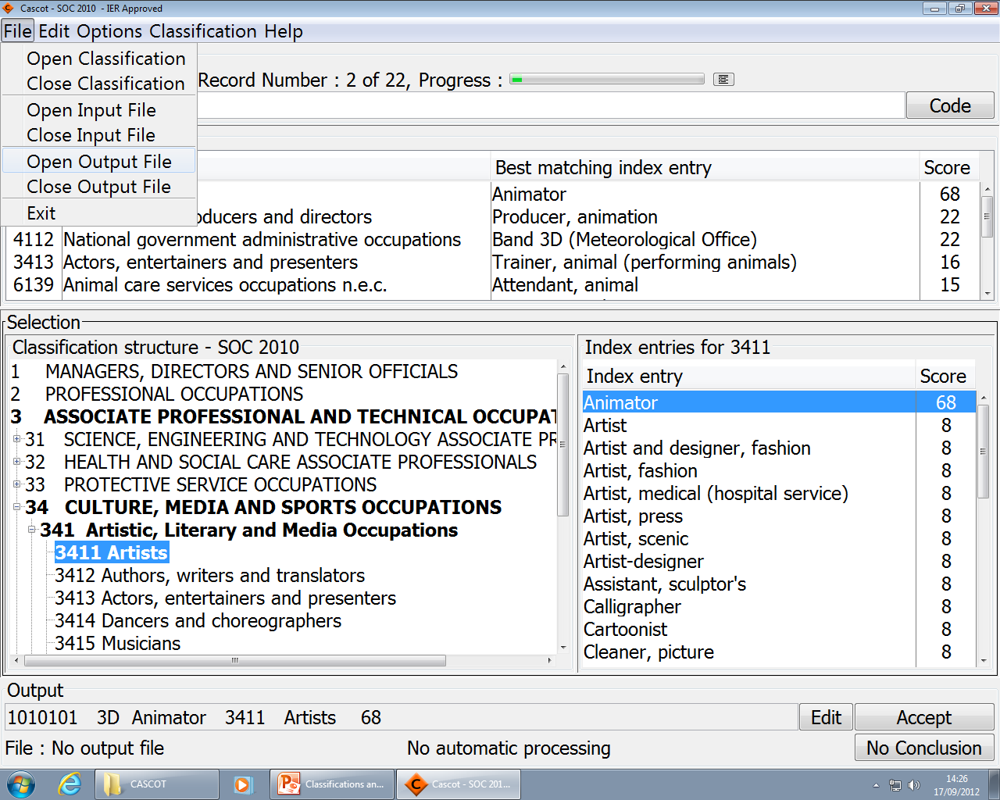 Cascot - SOC 2010 - IER Approved
File Edit Options Classification Help
Open Classification
Close Classification
Open Input File
Close Input File
Open Output File
Close Output File
Exit
Record Number : 2 of 22, Progress :
Code
Best matching index entry Score
Animator 68
oducers and directors Producer, animation 22
4112 National government administrative occupations Band 3D (Meteorological Office) 22
3413 Actors, entertainers and presenters Trainer, animal (performing animals) 16
6139 Animal care services occupations n.e.c. Attendant, animal 15
Selection
Classification structure - SOC 2010
1 MANAGERS, DIRECTORS AND SENIOR OFFICIALS
2 PROFESSIONAL OCCUPATIONS
3 ASSOCIATE PROFESSIONAL AND TECHNICAL OCCUPAT
31 SCIENCE, ENGINEERING AND TECHNOLOGY ASSOCIATE PR
32 HEALTH AND SOCIAL CARE ASSOCIATE PROFESSIONALS
33 PROTECTIVE SERVICE OCCUPATIONS
34 CULTURE, MEDIA AND SPORTS OCCUPATIONS
341 Artistic, Literary and Media Occupations
3411 Artists
3412 Authors, writers and translators
3413 Actors, entertainers and presenters
3414 Dancers and choreographers
3415 Musicians
Index entries for 3411
Index entry Score
Animator 68
Artist 8
Artist and designer, fashion 8
Artist, fashion 8
Artist, medical (hospital service) 8
Artist, press 8
Artist, scenic 8
Artist-designer 8
Assistant, sculptor's 8
Calligrapher 8
Cartoonist 8
Cleaner, picture 8
Output
1010101 3D Animator 3411 Artists 68
Edit Accept
File : No output file No automatic processing No Conclusion
CASCOT
Classifications an...
Cascot - SOC 201...
14:26
17/09/2012